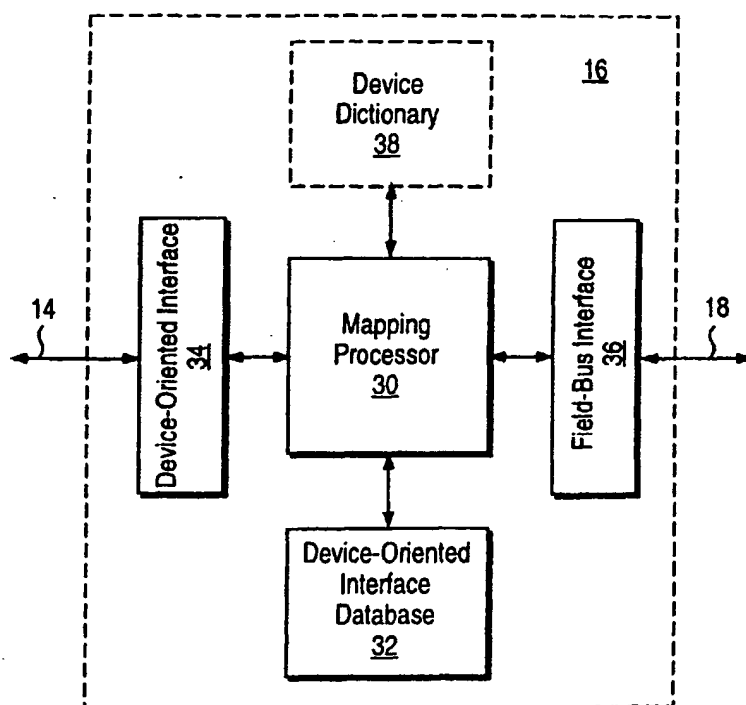 16
Device
Dictionary
38
14
Device-Oriented Interface
34
Mapping
Processor
30
Field-Bus Interface
36
18
Device-Oriented
Interface
Database
32